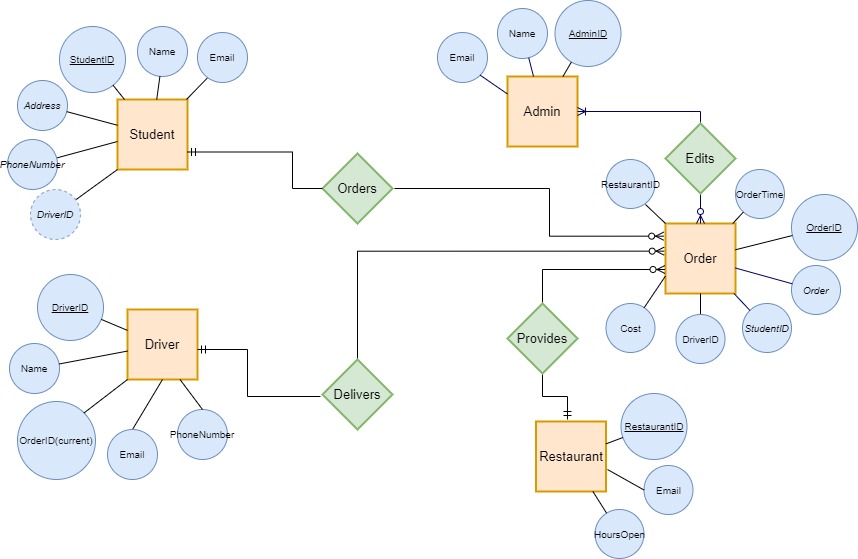 StudentID
Name
Email
Address
PhoneNumber
DriverID
Student
Orders
Email
Name
AdminID
Admin
Edits
RestaurantID
OrderTime
OrderID
Order
Order
StudentID
DriverID
Cost
DriverID
Name
OrderID(current)
Email
PhoneNumber
Driver
Delivers
Provides
Restaurant
RestaurantID
Email
HoursOpen